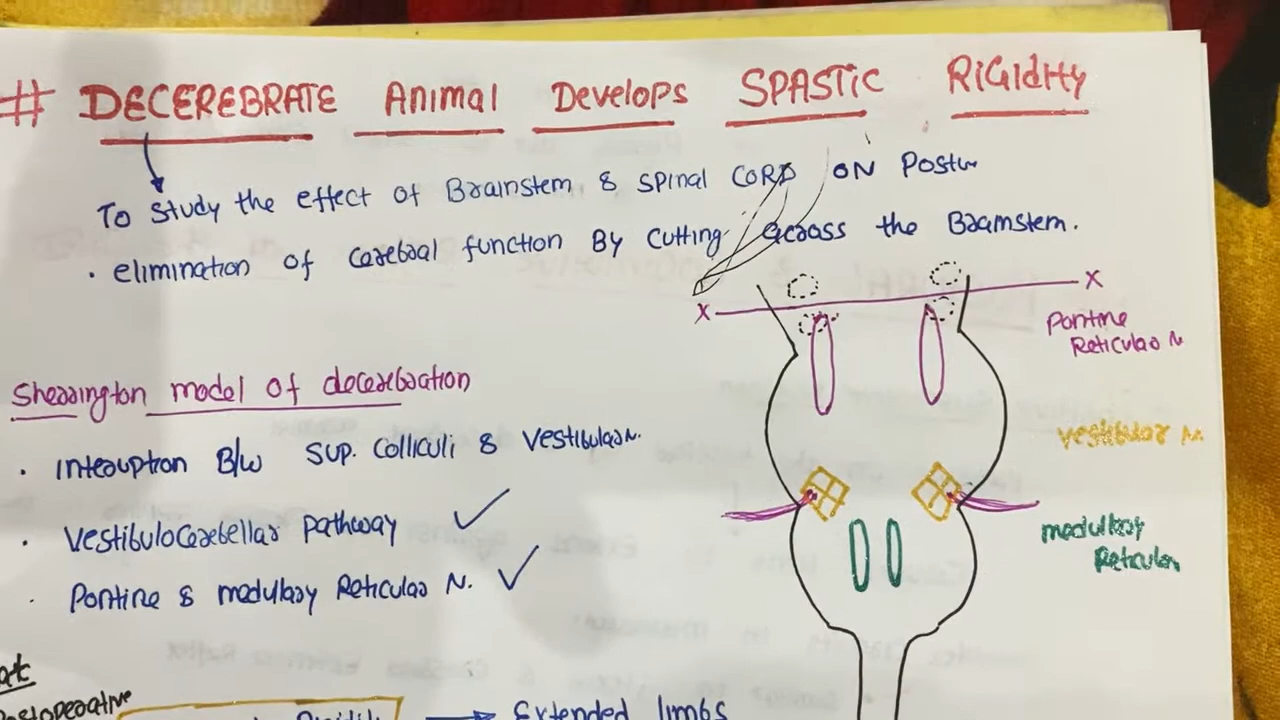 # DECEREBRATE Animal Develops SPASTIC Rigidity
To study the effect of Brainstem & spinal CORD ON Postu
. elimination of cerebral function By cutting across the Brainstem.
X X
Pontine
Reticular N
Sherrington model of decerebration
. Interruption B/w Sup. Colliculi & Vestibular N.
Vestibular N.
. Vestibulocerebellar pathway ✓
medullary
Reticular
. Pontine & medullary Reticular N. ✓
Postoperative
Extended limbs